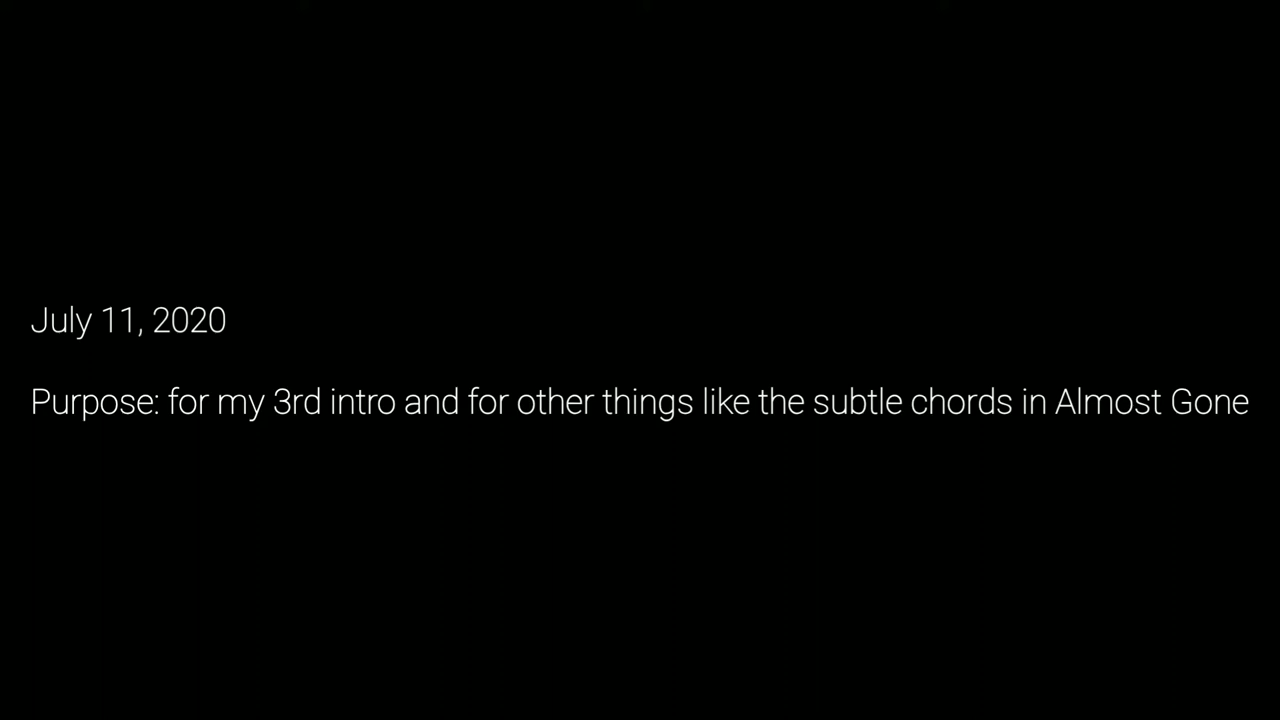 July 11, 2020
Purpose: for my 3rd intro and for other things like the subtle chords in Almost Gone